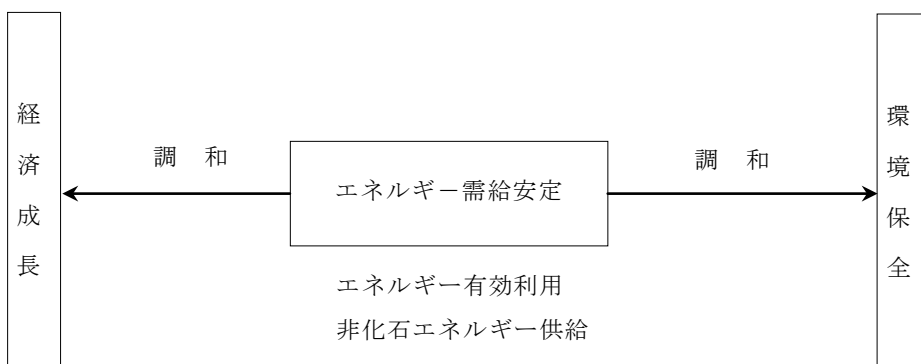 経済成長
調 和
エネルギー需給安定
調 和
環境保全
エネルギー有効利用
非化石エネルギー供給